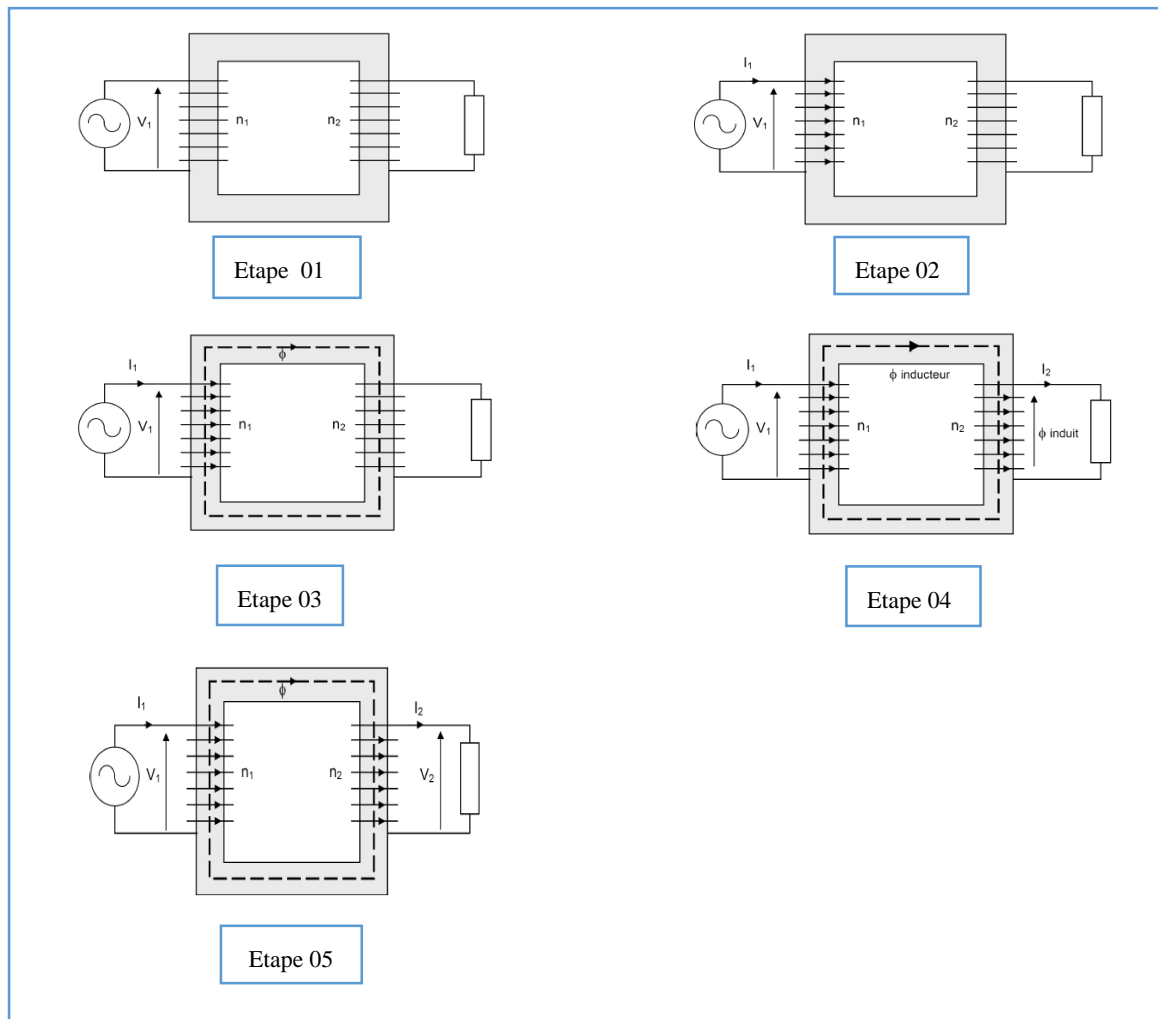 V₁
n₁
n₂
Etape 01
I₁
V₁
n₁
n₂
Etape 02
I₁
ϕ
V₁
n₁
n₂
Etape 03
I₁
ϕ inducteur
I₂
V₁
n₁
n₂
ϕ induit
Etape 04
I₁
ϕ
I₂
V₁
n₁
n₂
V₂
Etape 05